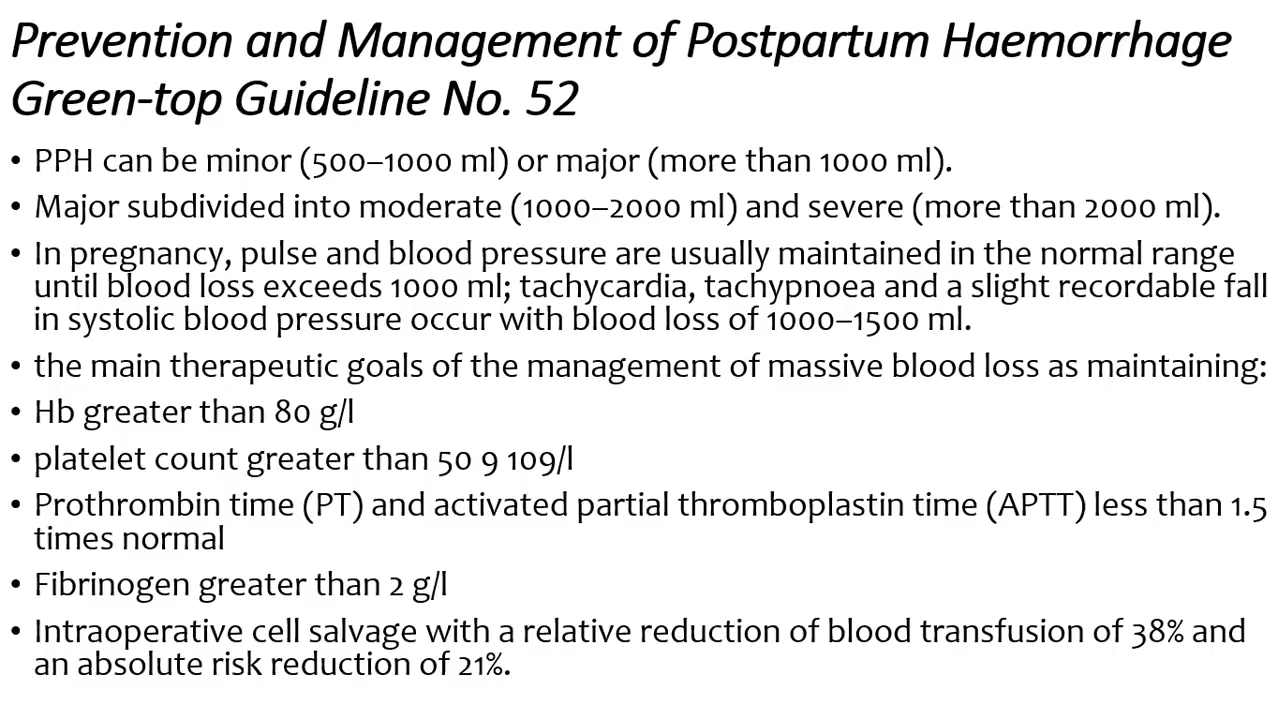 Prevention and Management of Postpartum Haemorrhage
Green-top Guideline No. 52
• PPH can be minor (500–1000 ml) or major (more than 1000 ml).
• Major subdivided into moderate (1000–2000 ml) and severe (more than 2000 ml).
• In pregnancy, pulse and blood pressure are usually maintained in the normal range
until blood loss exceeds 1000 ml; tachycardia, tachypnoea and a slight recordable fall
in systolic blood pressure occur with blood loss of 1000–1500 ml.
• the main therapeutic goals of the management of massive blood loss as maintaining:
• Hb greater than 80 g/l
• platelet count greater than 50 9 109/l
• Prothrombin time (PT) and activated partial thromboplastin time (APTT) less than 1.5
times normal
• Fibrinogen greater than 2 g/l
• Intraoperative cell salvage with a relative reduction of blood transfusion of 38% and
an absolute risk reduction of 21%.